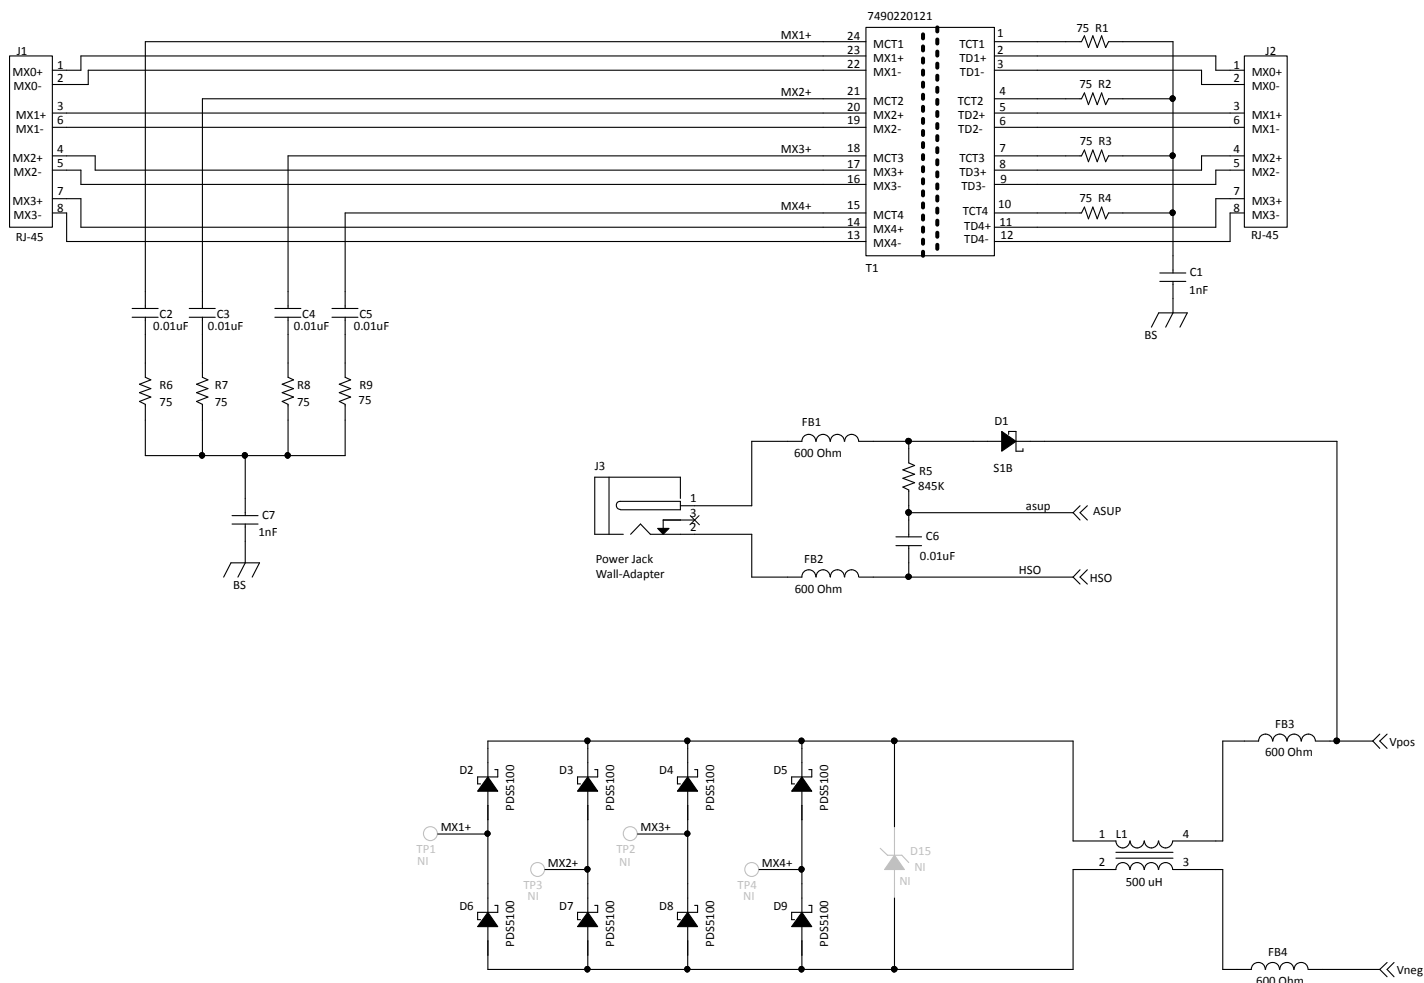 7490220121
J1
MX0+ 1
MX0- 2
MX1+ 3
MX1- 6
MX2+ 4
MX2- 5
MX3+ 7
MX3- 8
RJ-45
MX1+ 24 MCT1 TCT1 1 75 R1
23 MX1+ TD1+ 2
22 MX1- TD1- 3
MX2+ 21 MCT2 TCT2 4 75 R2
20 MX2+ TD2+ 5
19 MX2- TD2- 6
MX3+ 18 MCT3 TCT3 7 75 R3
17 MX3+ TD3+ 8
16 MX3- TD3- 9
MX4+ 15 MCT4 TCT4 10 75 R4
14 MX4+ TD4+ 11
13 MX4- TD4- 12
T1
J2
1 MX0+
2 MX0-
3 MX1+
6 MX1-
4 MX2+
5 MX2-
7 MX3+
8 MX3-
RJ-45
C1
1nF
BS
C2 C3 C4 C5
0.01uF 0.01uF 0.01uF 0.01uF
R6 R7 R8 R9
75 75 75 75
C7
1nF
BS
FB1
600 Ohm
D1
S1B
J3
1
3
2
Power Jack
Wall-Adapter
R5
845K
asup ASUP
C6
0.01uF
FB2
600 Ohm
HSO HSO
FB3
600 Ohm
Vpos
D2 PDS5100 D3 PDS5100 D4 PDS5100 D5 PDS5100
MX1+ MX3+
TP1 TP2
NI NI
MX2+ MX4+
TP3 TP4
NI NI
D15
NI
NI
D6 PDS5100 D7 PDS5100 D8 PDS5100 D9 PDS5100
1 L1 4
2 3
500 uH
FB4
600 Ohm
Vneg